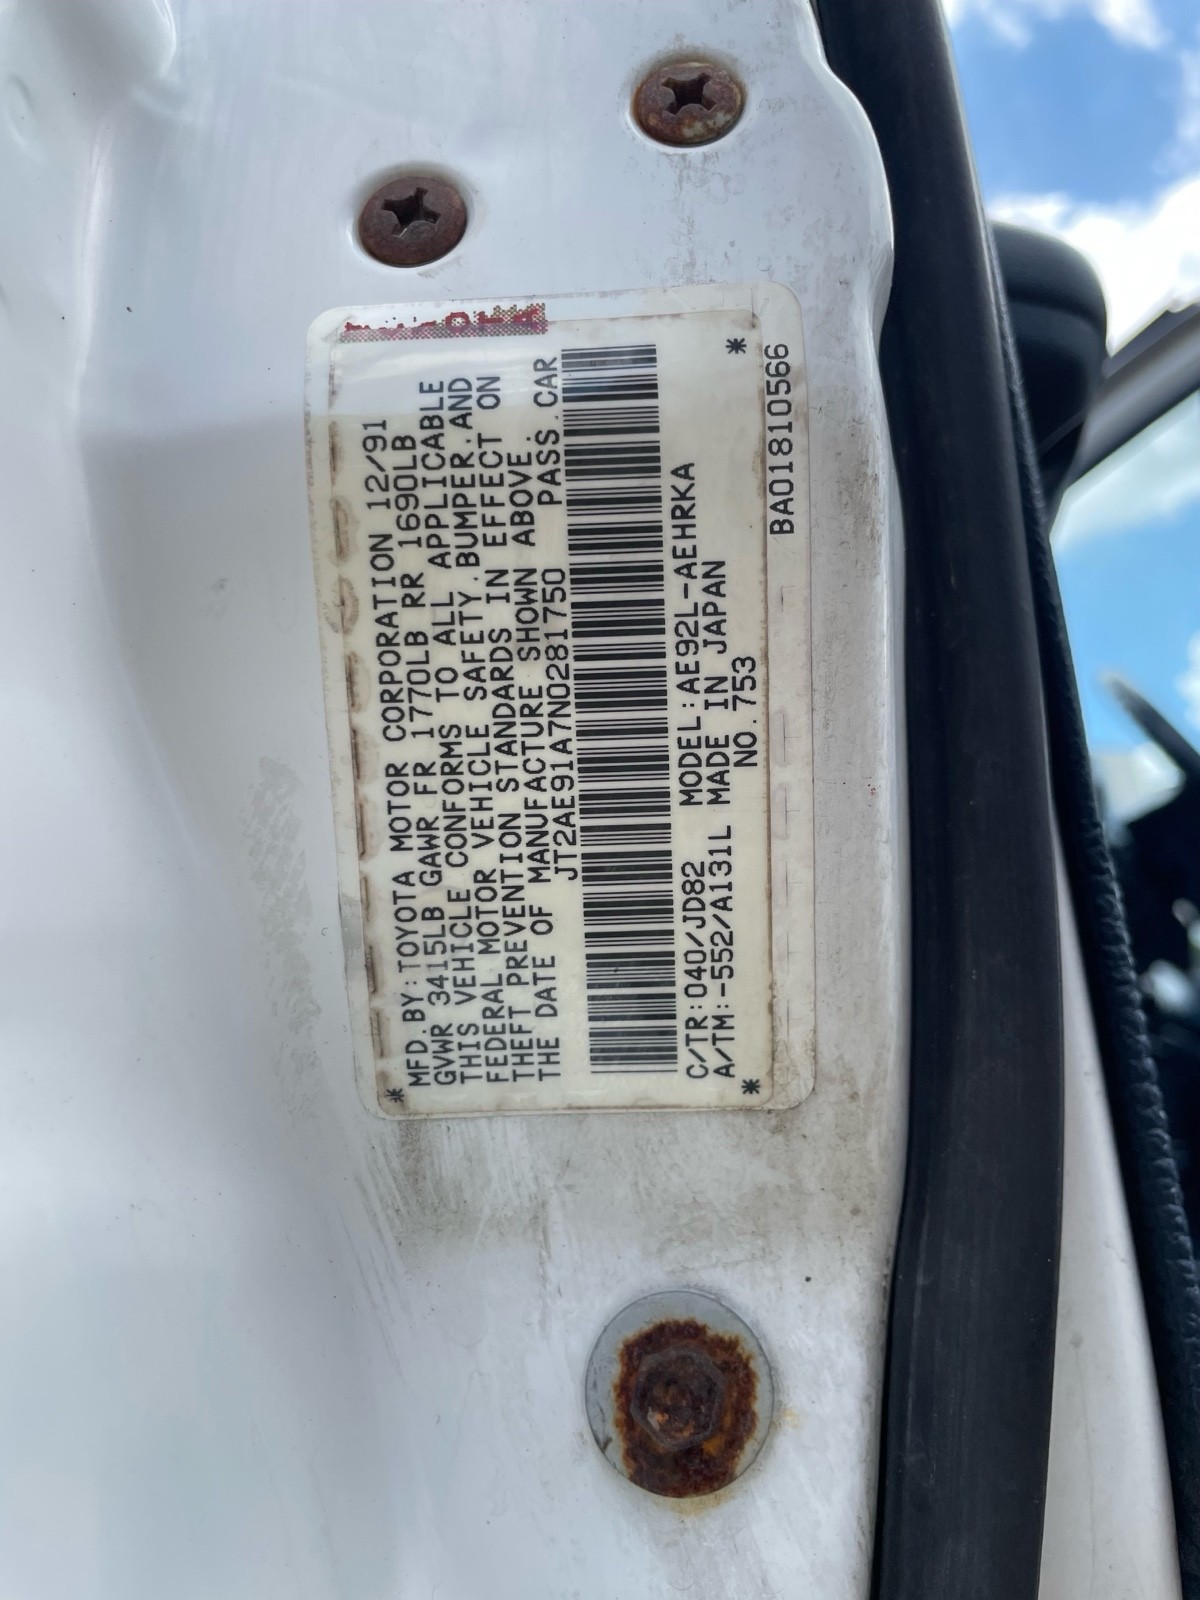 MFD.BY:TOYOTA MOTOR CORPORATION 12/91
GVWR 3415LB GAWR FR 1770LB RR 1690LB
THIS VEHICLE CONFORMS TO ALL APPLICABLE
FEDERAL MOTOR VEHICLE SAFETY.BUMPER.AND
THEFT PREVENTION STANDARDS IN EFFECT ON
THE DATE OF MANUFACTURE SHOWN ABOVE.
JT2AE91A7N0281750 PASS.CAR
C/TR:040/JD82 MODEL:AE92L-AEHRKA
A/TM:-552/A131L MADE IN JAPAN
* NO.753 *
BA01810566